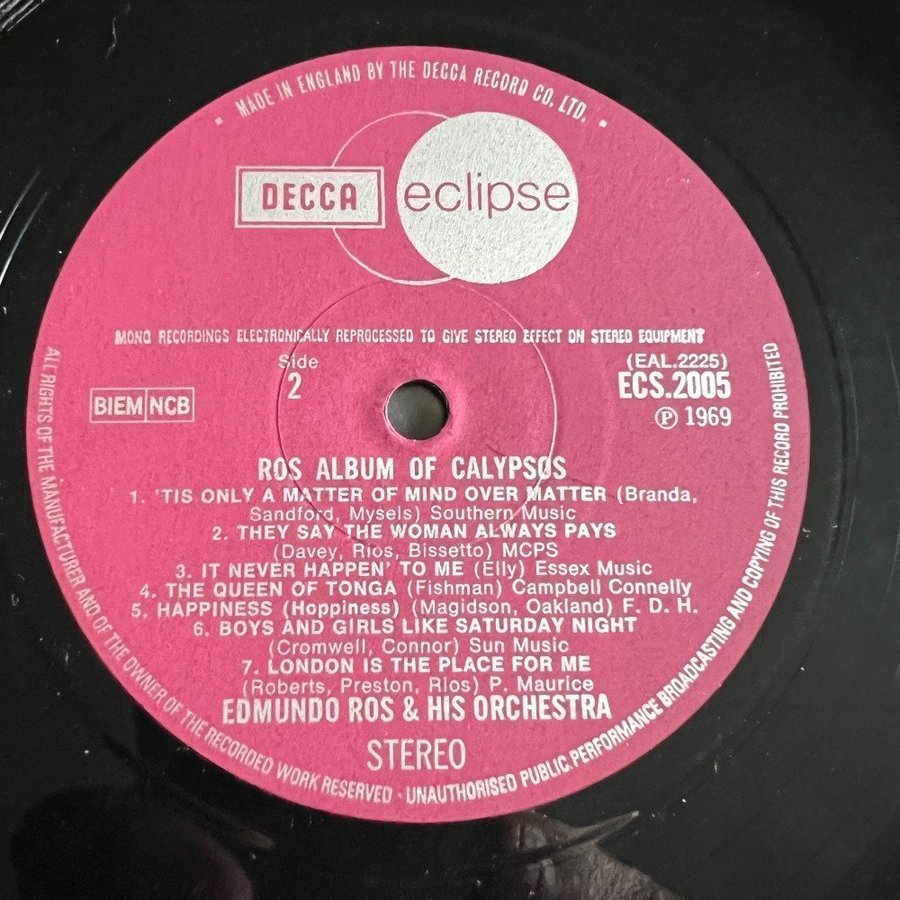 MADE IN ENGLAND BY THE DECCA RECORD CO. LTD.
DECCA eclipse
MONO RECORDINGS ELECTRONICALLY REPROCESSED TO GIVE STEREO EFFECT ON STEREO EQUIPMENT
Side
2
(EAL.2225)
ECS.2005
℗ 1969
BIEM NCB
ROS ALBUM OF CALYPSOS
1. 'TIS ONLY A MATTER OF MIND OVER MATTER (Branda,
Sandford, Mysels) Southern Music
2. THEY SAY THE WOMAN ALWAYS PAYS
(Davey, Rios, Bissetto) MCPS
3. IT NEVER HAPPEN' TO ME (Elly) Essex Music
4. THE QUEEN OF TONGA (Fishman) Campbell Connelly
5. HAPPINESS (Hoppiness) (Magidson, Oakland) F. D. H.
6. BOYS AND GIRLS LIKE SATURDAY NIGHT
(Cromwell, Connor) Sun Music
7. LONDON IS THE PLACE FOR ME
(Roberts, Preston, Rios) P. Maurice
EDMUNDO ROS & HIS ORCHESTRA
STEREO
ALL RIGHTS OF THE MANUFACTURER AND OF THE OWNER OF THE RECORDED WORK RESERVED · UNAUTHORISED PUBLIC PERFORMANCE BROADCASTING AND COPYING OF THIS RECORD PROHIBITED